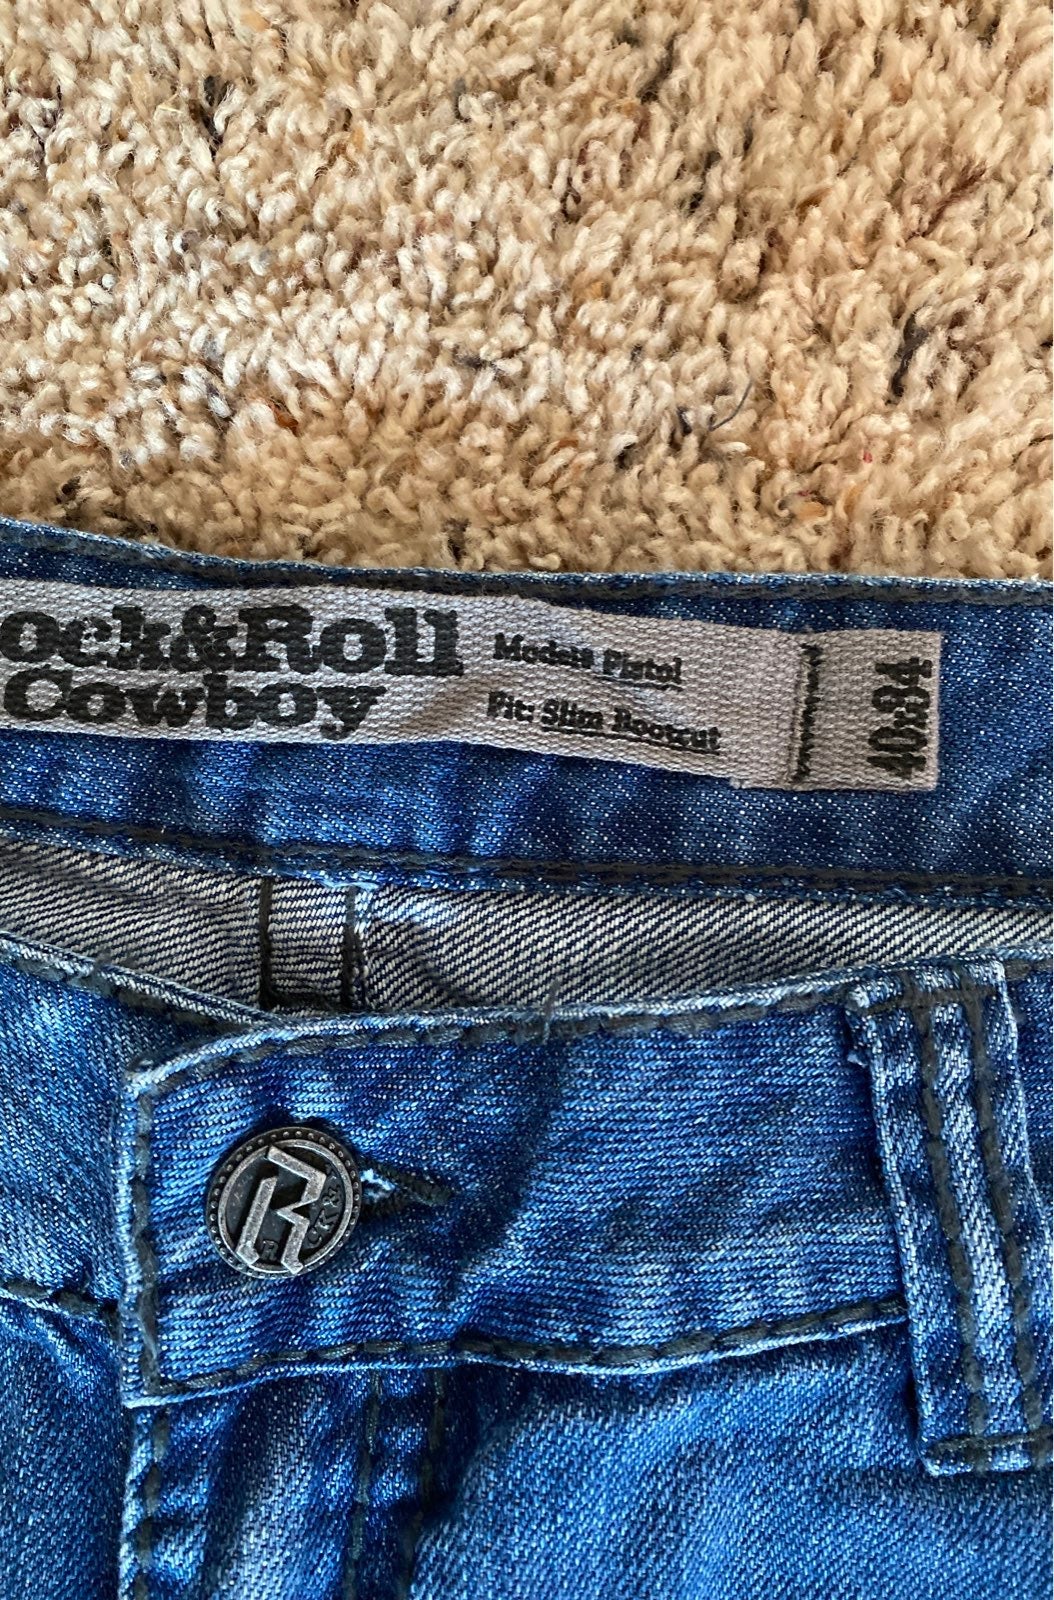 ock&Roll
Cowboy
Model: Pistol
Fit: Slim Bootcut
40x34
R